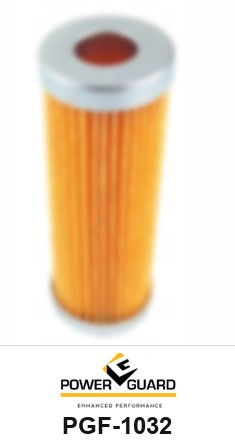 POWER GUARD
ENHANCED PERFORMANCE
PGF-1032